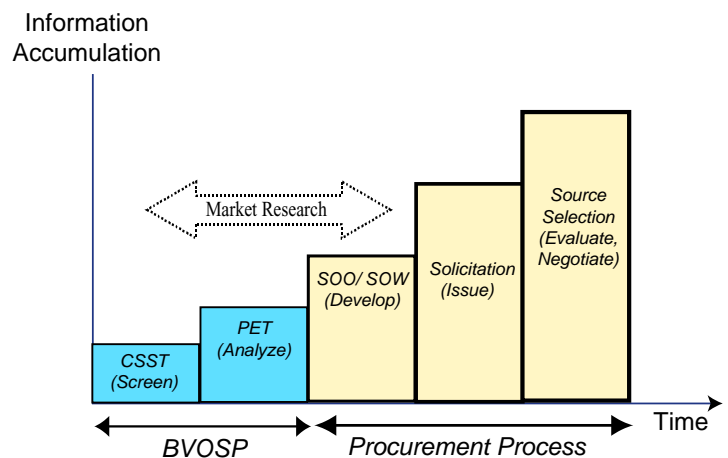 Information
Accumulation
Market Research
Source
Selection
(Evaluate,
Negotiate)
Solicitation
(Issue)
SOO/ SOW
(Develop)
PET
(Analyze)
CSST
(Screen)
Time
BVOSP
Procurement Process